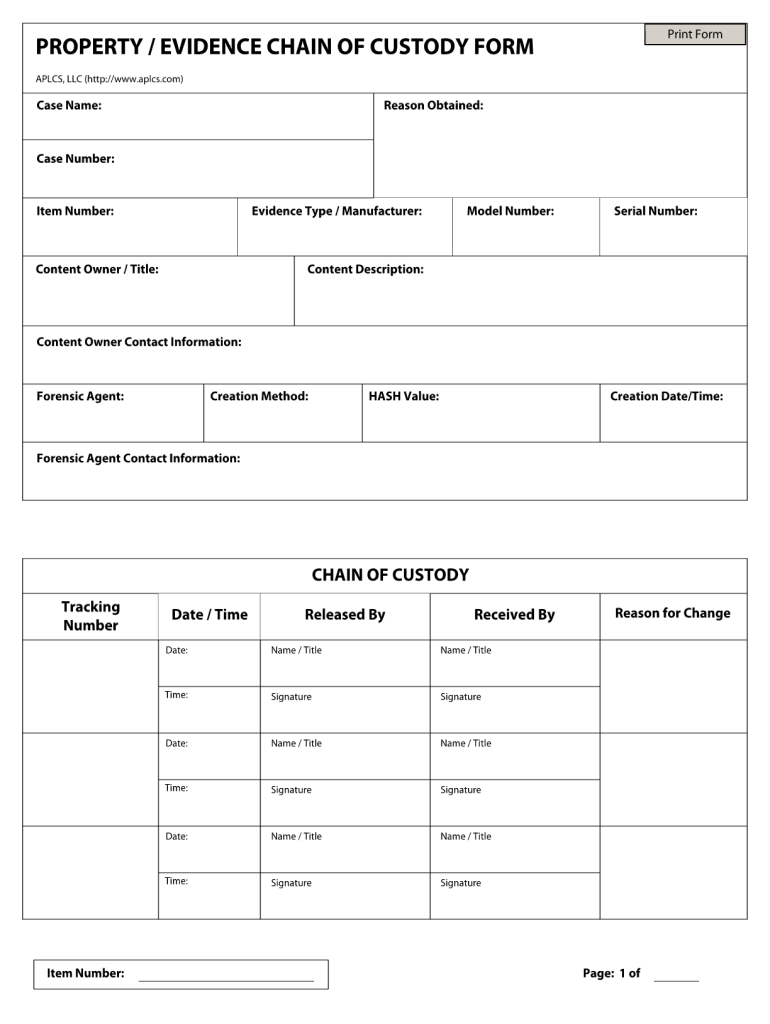 Print Form
PROPERTY / EVIDENCE CHAIN OF CUSTODY FORM
APLCS, LLC (http://www.aplcs.com)
Case Name:
Reason Obtained:
Case Number:
Item Number:
Evidence Type / Manufacturer:
Model Number:
Serial Number:
Content Owner / Title:
Content Description:
Content Owner Contact Information:
Forensic Agent:
Creation Method:
HASH Value:
Creation Date/Time:
Forensic Agent Contact Information:
CHAIN OF CUSTODY
Tracking
Number
Date / Time
Released By
Received By
Reason for Change
Date:
Name / Title
Name / Title
Time:
Signature
Signature
Date:
Name / Title
Name / Title
Time:
Signature
Signature
Date:
Name / Title
Name / Title
Time:
Signature
Signature
Item Number:
Page: 1 of